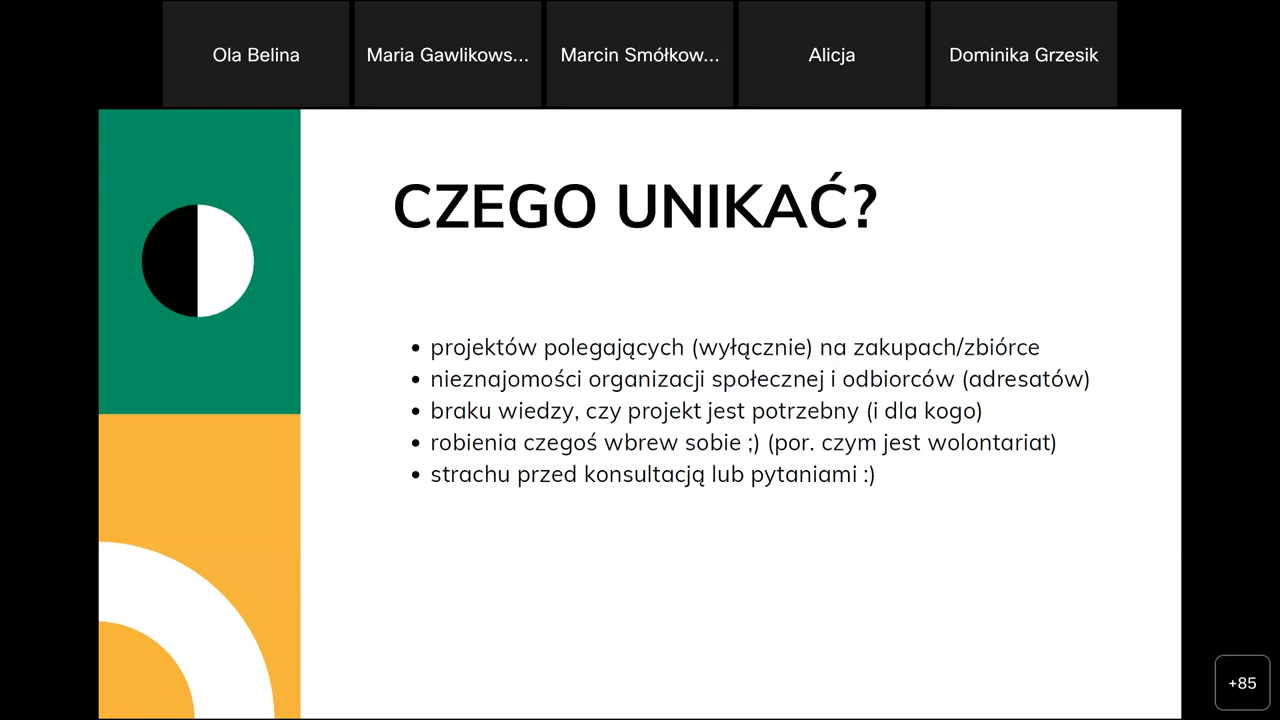 Ola Belina
Maria Gawlikows...
Marcin Smółkow...
Alicja
Dominika Grzesik
CZEGO UNIKAĆ?
• projektów polegających (wyłącznie) na zakupach/zbiórce
• nieznajomości organizacji społecznej i odbiorców (adresatów)
• braku wiedzy, czy projekt jest potrzebny (i dla kogo)
• robienia czegoś wbrew sobie ;) (por. czym jest wolontariat)
• strachu przed konsultacją lub pytaniami :)
+85